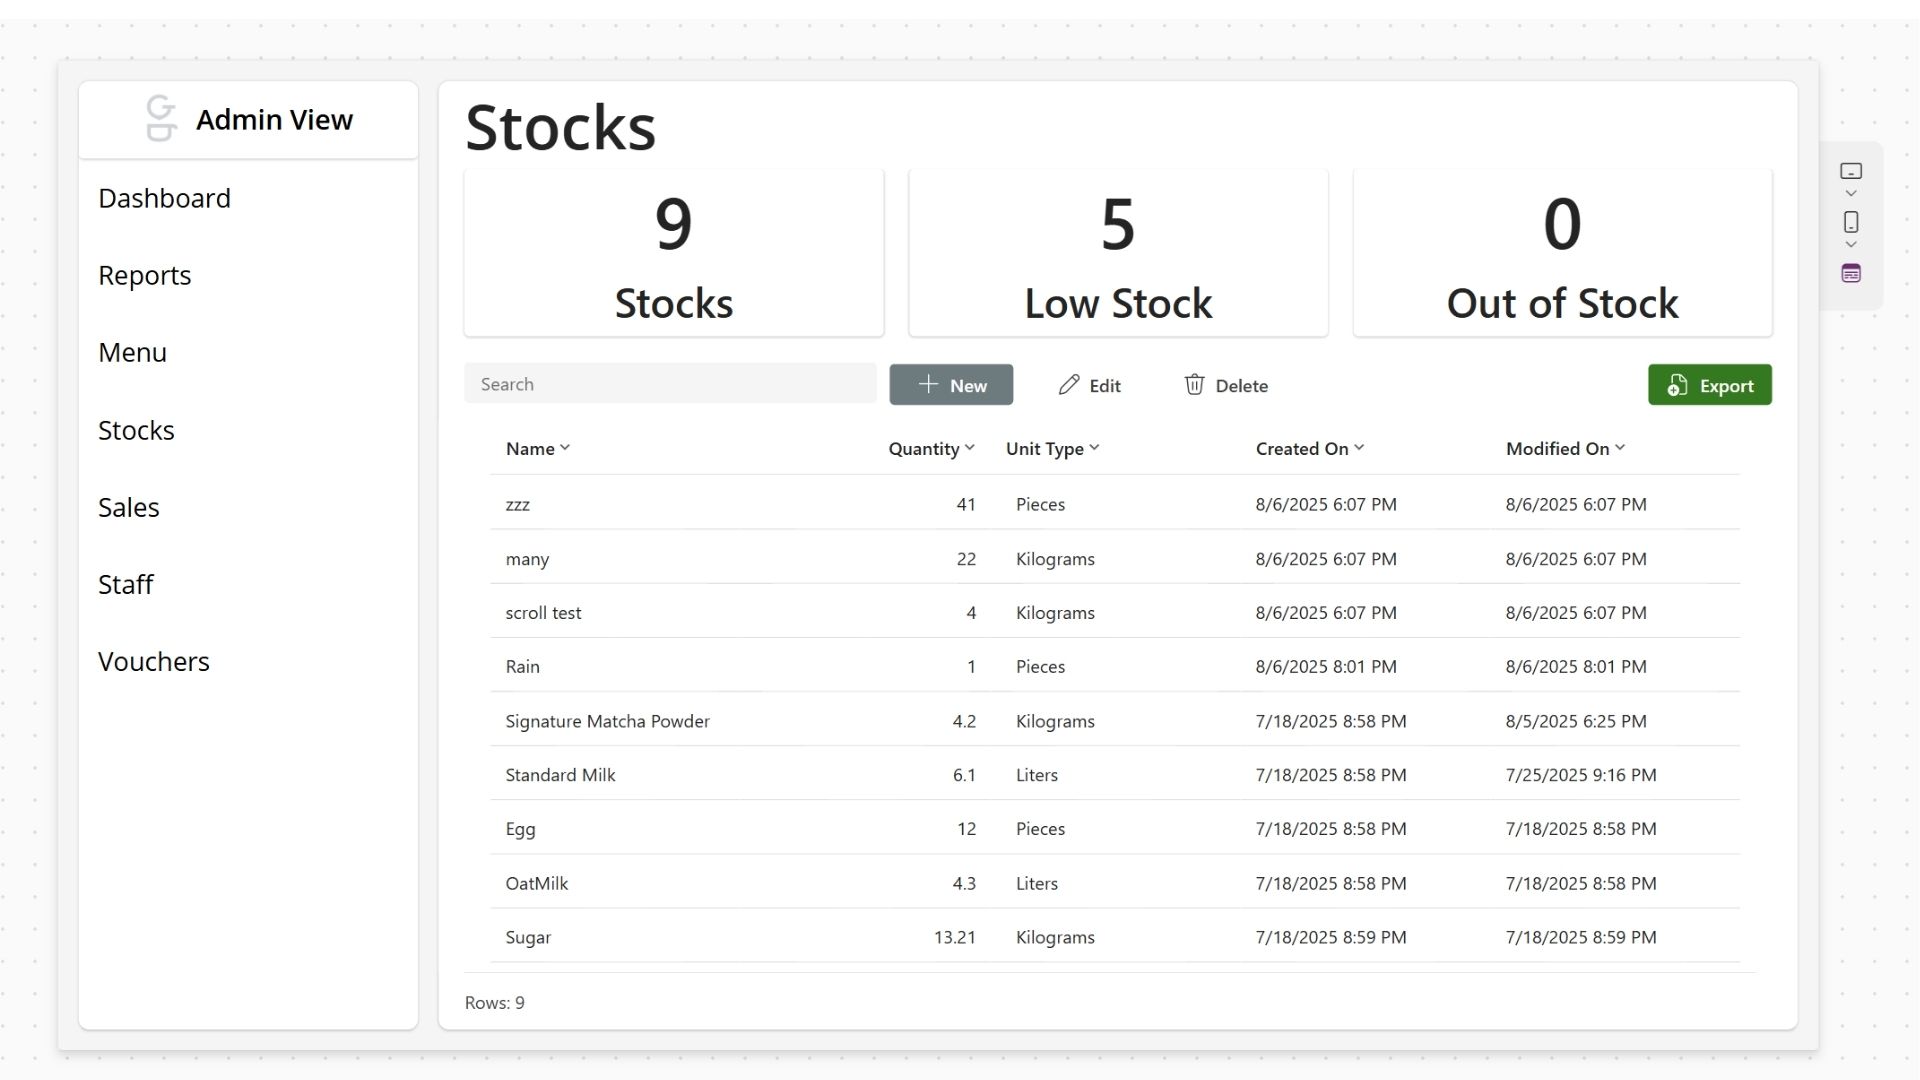 Admin View
Dashboard
Reports
Menu
Stocks
Sales
Staff
Vouchers
Stocks
9
Stocks
5
Low Stock
0
Out of Stock
Search
New
Edit
Delete
Export
Name Quantity Unit Type Created On Modified On
zzz 41 Pieces 8/6/2025 6:07 PM 8/6/2025 6:07 PM
many 22 Kilograms 8/6/2025 6:07 PM 8/6/2025 6:07 PM
scroll test 4 Kilograms 8/6/2025 6:07 PM 8/6/2025 6:07 PM
Rain 1 Pieces 8/6/2025 8:01 PM 8/6/2025 8:01 PM
Signature Matcha Powder 4.2 Kilograms 7/18/2025 8:58 PM 8/5/2025 6:25 PM
Standard Milk 6.1 Liters 7/18/2025 8:58 PM 7/25/2025 9:16 PM
Egg 12 Pieces 7/18/2025 8:58 PM 7/18/2025 8:58 PM
OatMilk 4.3 Liters 7/18/2025 8:58 PM 7/18/2025 8:58 PM
Sugar 13.21 Kilograms 7/18/2025 8:59 PM 7/18/2025 8:59 PM
Rows: 9